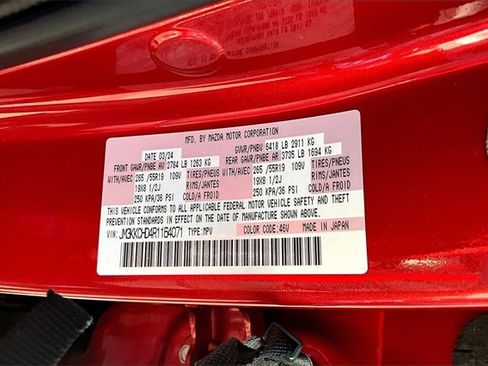 MFD. BY MAZDA MOTOR CORPORATION
DATE 03/24 GVWR/PNBV 6418 LB 2911 KG
FRONT GAWR/PNBE AV 2784 LB 1263 KG REAR GAWR/PNBE AR 3735 LB 1694 KG
WITH/AVEC 265 /55R19 109V TIRES/PNEUS WITH/AVEC 265 /55R19 109V TIRES/PNEUS
19X8 1/2J RIMS/JANTES 19X8 1/2J RIMS/JANTES
250 KPA/36 PSI COLD/A FROID 250 KPA/36 PSI COLD/A FROID
THIS VEHICLE CONFORMS TO ALL APPLICABLE FEDERAL MOTOR VEHICLE SAFETY AND THEFT PREVENTION
STANDARDS IN EFFECT ON THE DATE OF MANUFACTURE SHOWN ABOVE.
VIN: JM3KKCHD4R1164071 TYPE:MPV COLOR CODE:46V MADE IN JAPAN